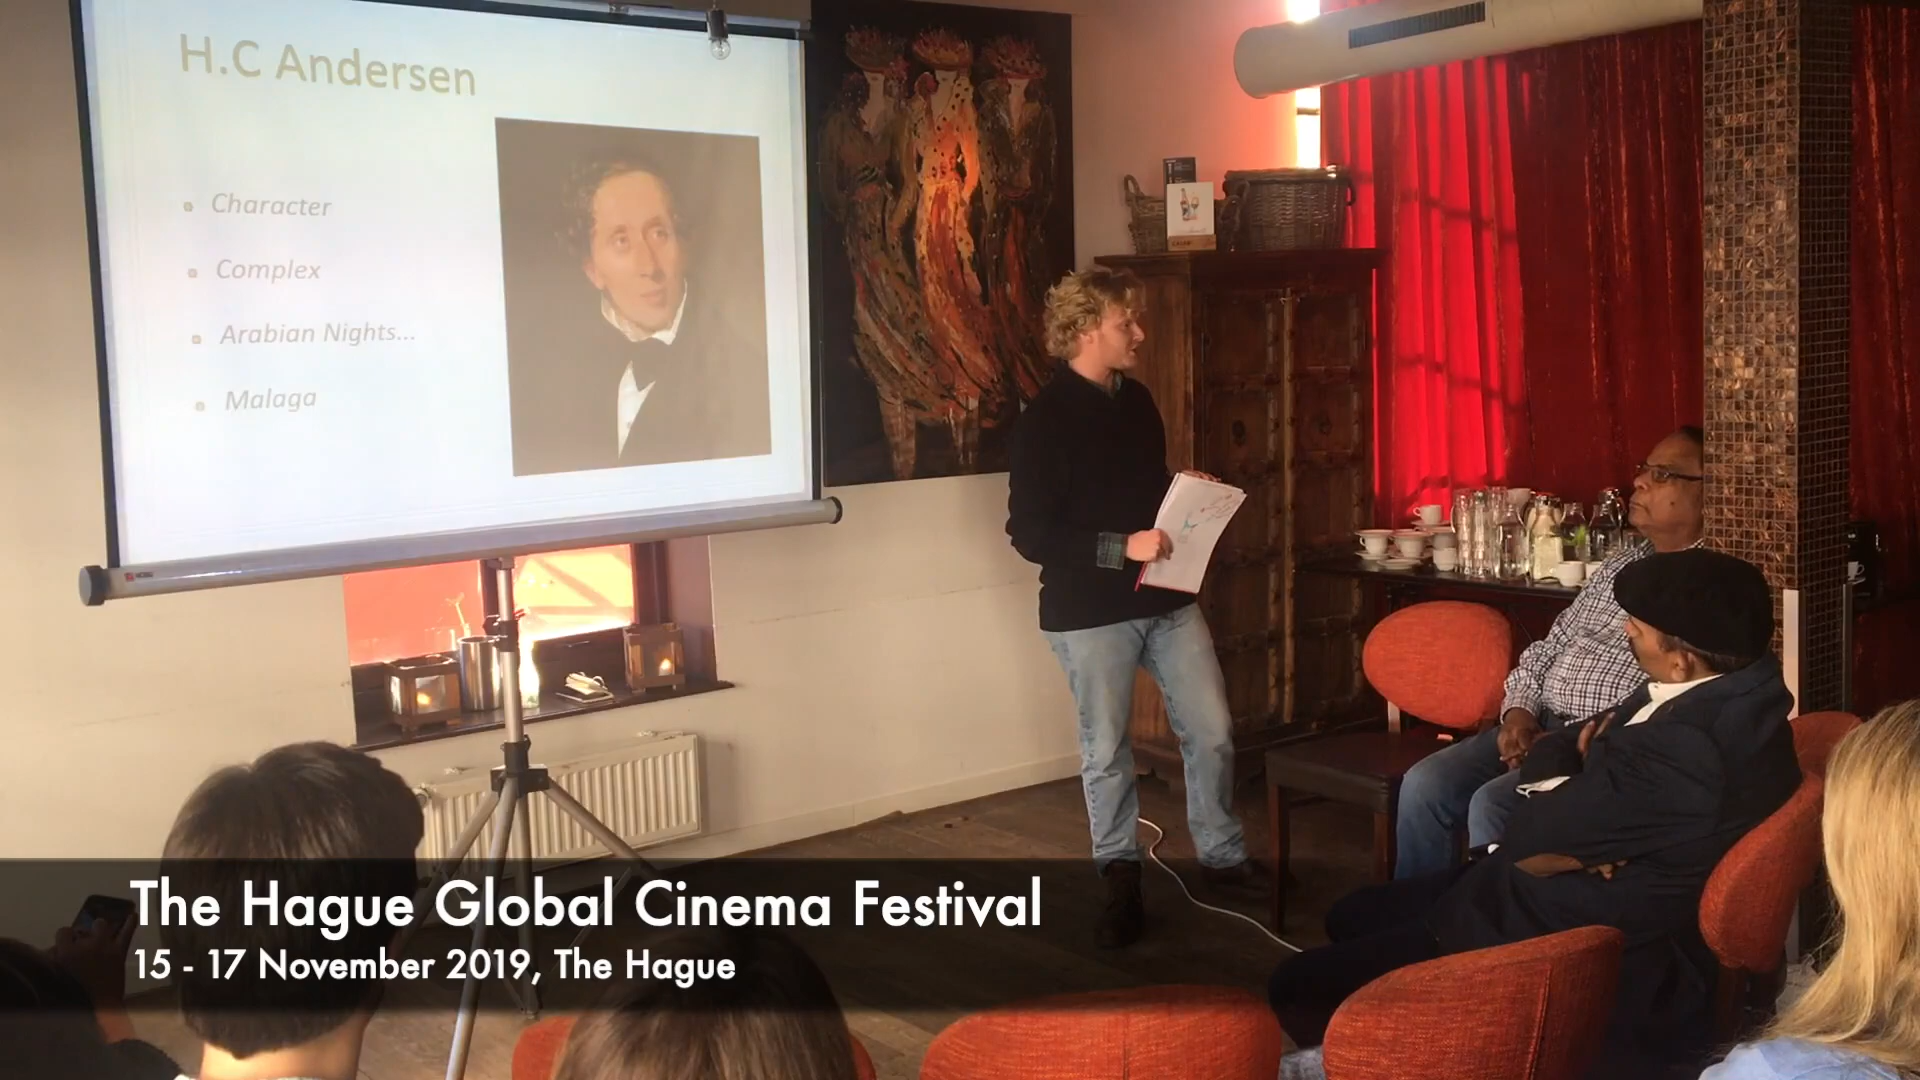 H.C Andersen
Character
Complex
Arabian Nights...
Malaga
The Hague Global Cinema Festival
15 - 17 November 2019, The Hague